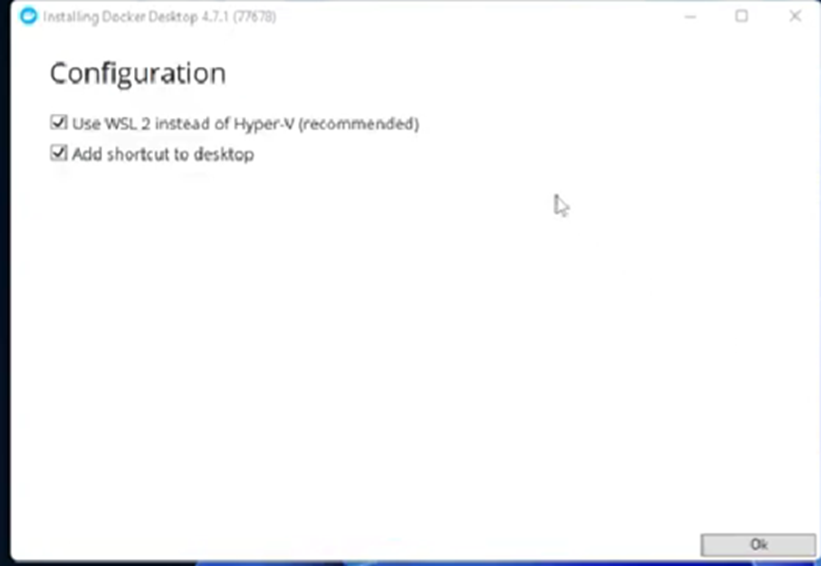 Installing Docker Desktop 4.7.1 (77678)
Configuration
Use WSL 2 instead of Hyper-V (recommended)
Add shortcut to desktop
Ok